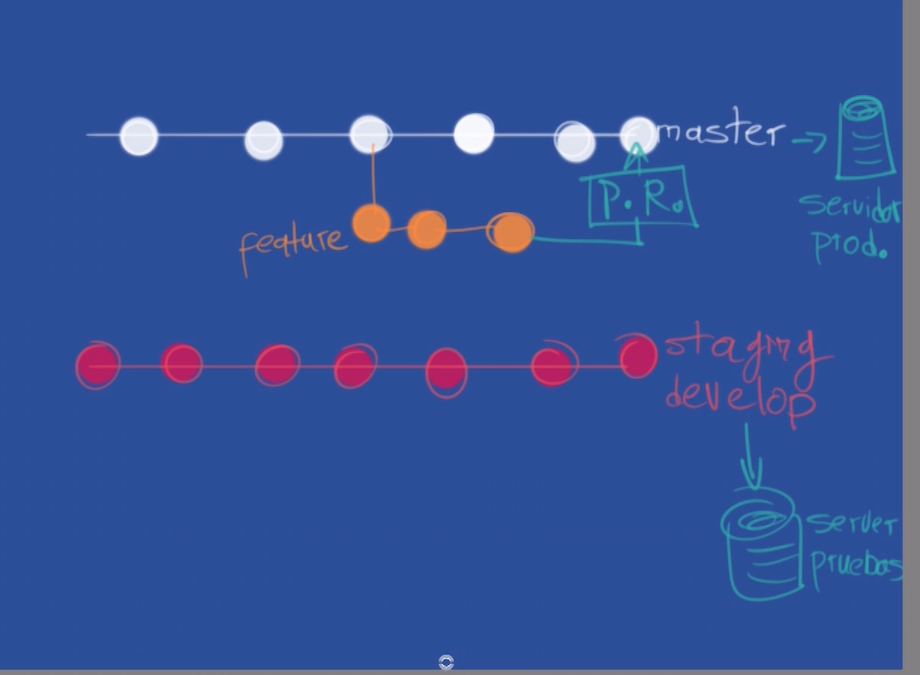 master
P. R.
servidor
prod.
feature
staging
develop
server
pruebas